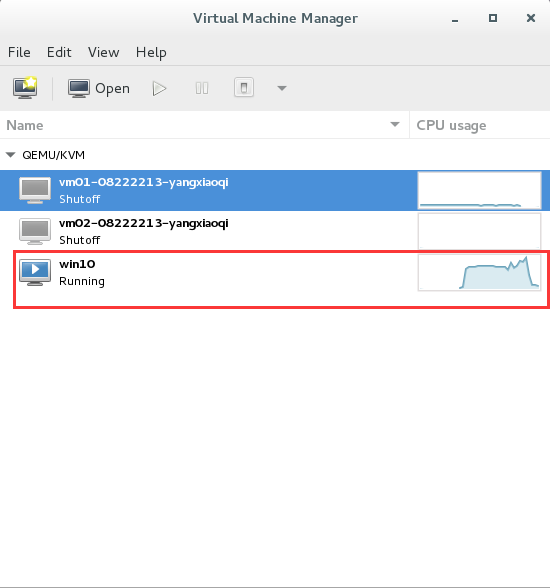 Virtual Machine Manager
File Edit View Help
Open
Name CPU usage
QEMU/KVM
vm01-08222213-yangxiaoqi
Shutoff
vm02-08222213-yangxiaoqi
Shutoff
win10
Running